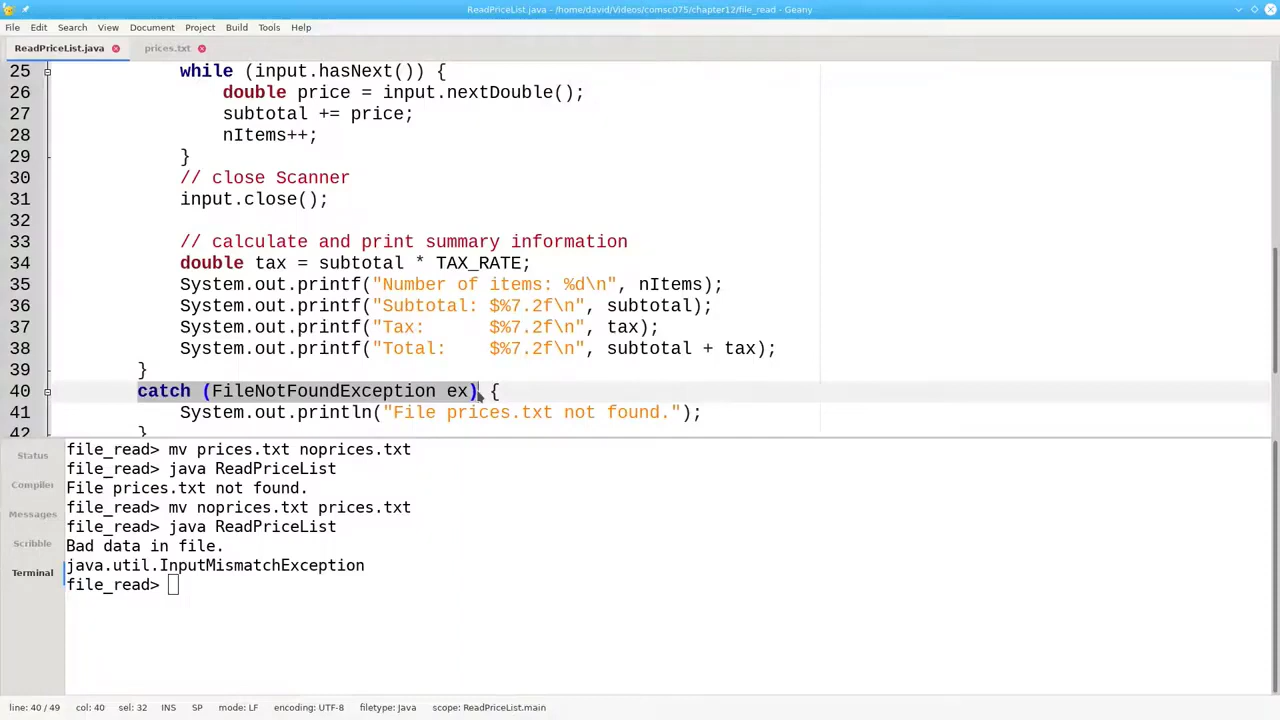 ReadPriceList.java - /home/david/Videos/comsc075/chapter12/file_read - Geany
File Edit Search View Document Project Build Tools Help
ReadPriceList.java prices.txt
25 while (input.hasNext()) {
26 double price = input.nextDouble();
27 subtotal += price;
28 nItems++;
29 }
30 // close Scanner
31 input.close();
32
33 // calculate and print summary information
34 double tax = subtotal * TAX_RATE;
35 System.out.printf("Number of items: %d\n", nItems);
36 System.out.printf("Subtotal: $%7.2f\n", subtotal);
37 System.out.printf("Tax:      $%7.2f\n", tax);
38 System.out.printf("Total:    $%7.2f\n", subtotal + tax);
39 }
40 catch (FileNotFoundException ex) {
41 System.out.println("File prices.txt not found.");
42 }
Status
Compiler
Messages
Scribble
Terminal
file_read> mv prices.txt noprices.txt
file_read> java ReadPriceList
File prices.txt not found.
file_read> mv noprices.txt prices.txt
file_read> java ReadPriceList
Bad data in file.
java.util.InputMismatchException
file_read>
line: 40 / 49 col: 40 sel: 32 INS SP mode: LF encoding: UTF-8 filetype: Java scope: ReadPriceList.main